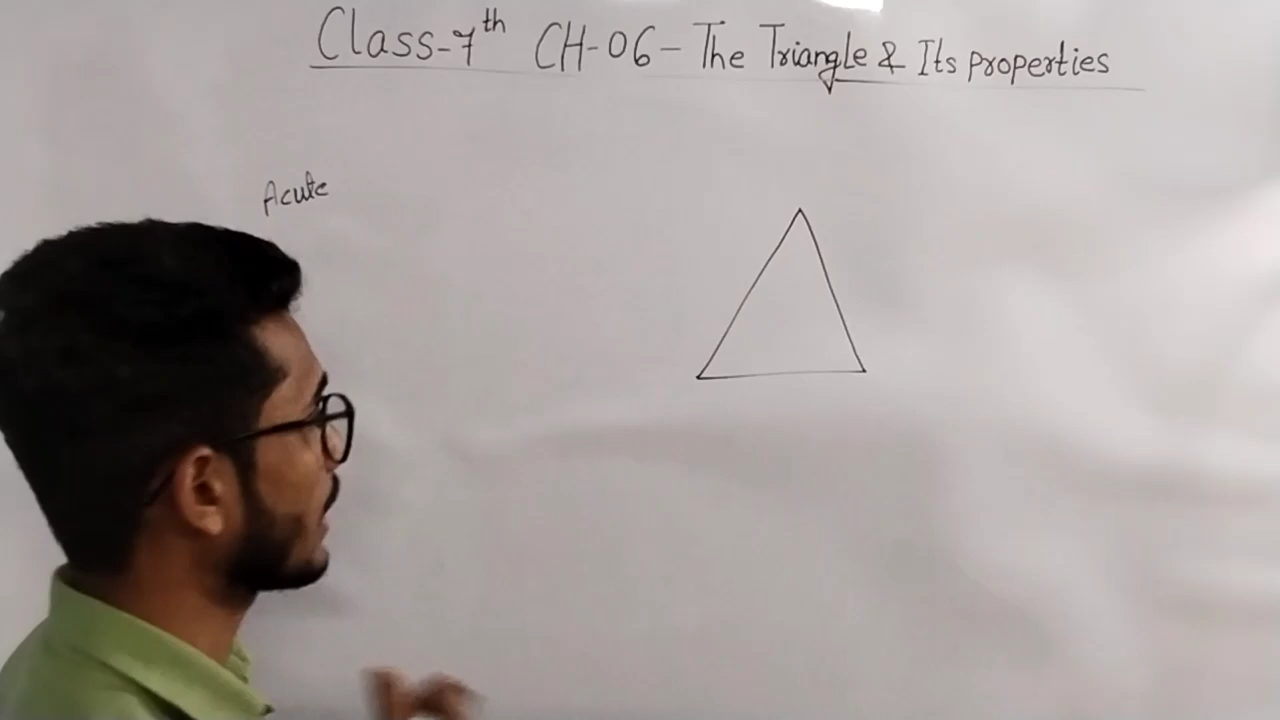 Class-7th CH-06- The Triangle & Its properties
Acute